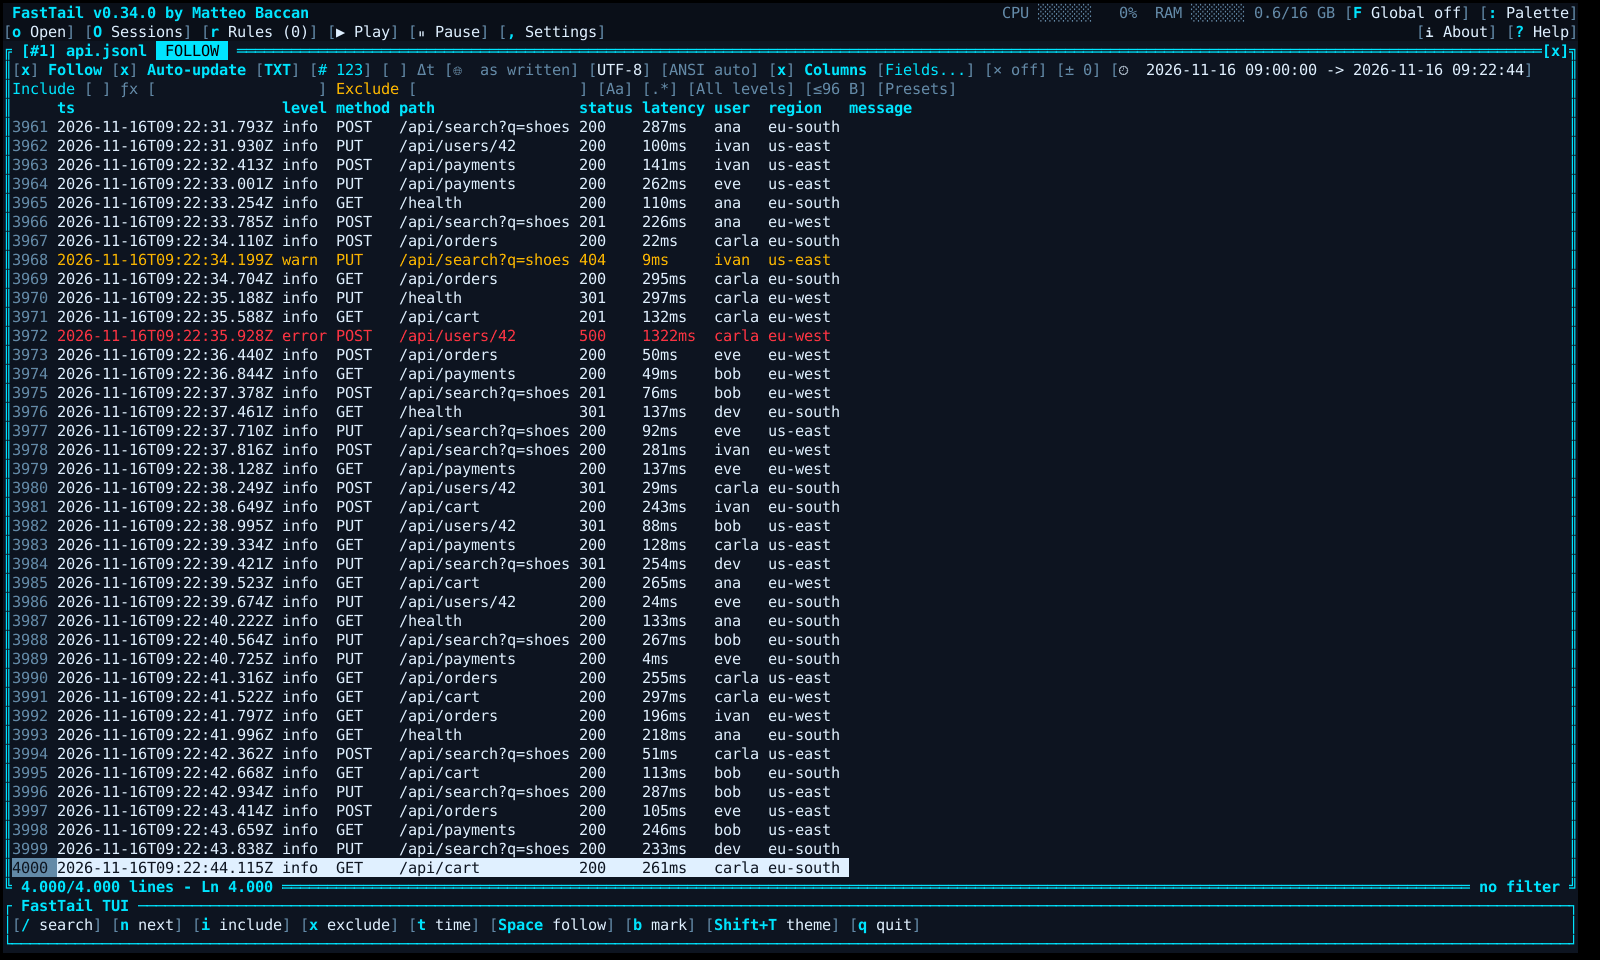 FastTail v0.34.0 by Matteo Baccan CPU 0% RAM 0.6/16 GB [F Global off] [: Palette]
[o Open] [O Sessions] [r Rules (0)] [▶ Play] [⏸ Pause] [, Settings] [i About] [? Help]
[#1] api.jsonl FOLLOW [x]
[x] Follow [x] Auto-update [TXT] [# 123] [ ] Δt [⊕ as written] [UTF-8] [ANSI auto] [x] Columns [Fields...] [× off] [± 0] [⏲ 2026-11-16 09:00:00 -> 2026-11-16 09:22:44]
Include [ ] ƒx [ ] Exclude [ ] [Aa] [.*] [All levels] [≤96 B] [Presets]
ts level method path status latency user region message
3961 2026-11-16T09:22:31.793Z info POST /api/search?q=shoes 200 287ms ana eu-south
3962 2026-11-16T09:22:31.930Z info PUT /api/users/42 200 100ms ivan us-east
3963 2026-11-16T09:22:32.413Z info POST /api/payments 200 141ms ivan us-east
3964 2026-11-16T09:22:33.001Z info PUT /api/payments 200 262ms eve us-east
3965 2026-11-16T09:22:33.254Z info GET /health 200 110ms ana eu-south
3966 2026-11-16T09:22:33.785Z info POST /api/search?q=shoes 201 226ms ana eu-west
3967 2026-11-16T09:22:34.110Z info POST /api/orders 200 22ms carla eu-south
3968 2026-11-16T09:22:34.199Z warn PUT /api/search?q=shoes 404 9ms ivan us-east
3969 2026-11-16T09:22:34.704Z info GET /api/orders 200 295ms carla eu-south
3970 2026-11-16T09:22:35.188Z info PUT /health 301 297ms carla eu-west
3971 2026-11-16T09:22:35.588Z info GET /api/cart 201 132ms carla eu-west
3972 2026-11-16T09:22:35.928Z error POST /api/users/42 500 1322ms carla eu-west
3973 2026-11-16T09:22:36.440Z info POST /api/orders 200 50ms eve eu-west
3974 2026-11-16T09:22:36.844Z info GET /api/payments 200 49ms bob eu-west
3975 2026-11-16T09:22:37.378Z info POST /api/search?q=shoes 201 76ms bob eu-west
3976 2026-11-16T09:22:37.461Z info GET /health 301 137ms dev eu-south
3977 2026-11-16T09:22:37.710Z info PUT /api/search?q=shoes 200 92ms eve us-east
3978 2026-11-16T09:22:37.816Z info POST /api/search?q=shoes 200 281ms ivan eu-west
3979 2026-11-16T09:22:38.128Z info GET /api/payments 200 137ms eve eu-west
3980 2026-11-16T09:22:38.249Z info POST /api/users/42 301 29ms carla eu-south
3981 2026-11-16T09:22:38.649Z info POST /api/cart 200 243ms ivan eu-south
3982 2026-11-16T09:22:38.995Z info PUT /api/users/42 301 88ms bob us-east
3983 2026-11-16T09:22:39.334Z info GET /api/payments 200 128ms carla us-east
3984 2026-11-16T09:22:39.421Z info PUT /api/search?q=shoes 301 254ms dev us-east
3985 2026-11-16T09:22:39.523Z info GET /api/cart 200 265ms ana eu-west
3986 2026-11-16T09:22:39.674Z info PUT /api/users/42 200 24ms eve eu-south
3987 2026-11-16T09:22:40.222Z info GET /health 200 133ms ana eu-south
3988 2026-11-16T09:22:40.564Z info PUT /api/search?q=shoes 200 267ms bob eu-south
3989 2026-11-16T09:22:40.725Z info PUT /api/payments 200 4ms eve eu-south
3990 2026-11-16T09:22:41.316Z info GET /api/orders 200 255ms carla us-east
3991 2026-11-16T09:22:41.522Z info GET /api/cart 200 297ms carla eu-west
3992 2026-11-16T09:22:41.797Z info GET /api/orders 200 196ms ivan eu-west
3993 2026-11-16T09:22:41.996Z info GET /health 200 218ms ana eu-south
3994 2026-11-16T09:22:42.362Z info POST /api/search?q=shoes 200 51ms carla us-east
3995 2026-11-16T09:22:42.668Z info GET /api/cart 200 113ms bob eu-south
3996 2026-11-16T09:22:42.934Z info PUT /api/search?q=shoes 200 287ms bob us-east
3997 2026-11-16T09:22:43.414Z info POST /api/orders 200 105ms eve us-east
3998 2026-11-16T09:22:43.659Z info GET /api/payments 200 246ms bob us-east
3999 2026-11-16T09:22:43.838Z info PUT /api/search?q=shoes 200 233ms dev eu-south
4000 2026-11-16T09:22:44.115Z info GET /api/cart 200 261ms carla eu-south
4.000/4.000 lines - Ln 4.000 no filter
FastTail TUI
[/ search] [n next] [i include] [x exclude] [t time] [Space follow] [b mark] [Shift+T theme] [q quit]